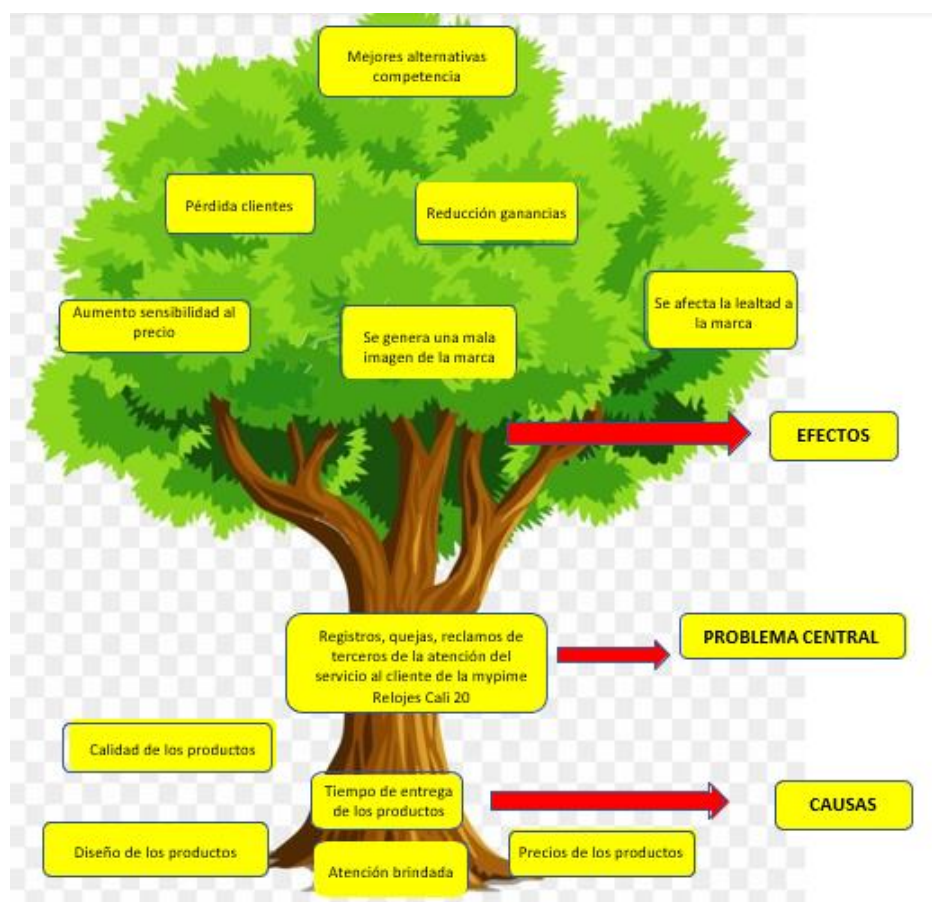 Mejores alternativas
competencia
Pérdida clientes
Reducción ganancias
Aumento sensibilidad al
precio
Se genera una mala
imagen de la marca
Se afecta la lealtad a
la marca
EFECTOS
Registros, quejas, reclamos de
terceros de la atención del
servicio al cliente de la mypime
Relojes Cali 20
PROBLEMA CENTRAL
Calidad de los productos
Tiempo de entrega
de los productos
CAUSAS
Diseño de los productos
Atención brindada
Precios de los productos